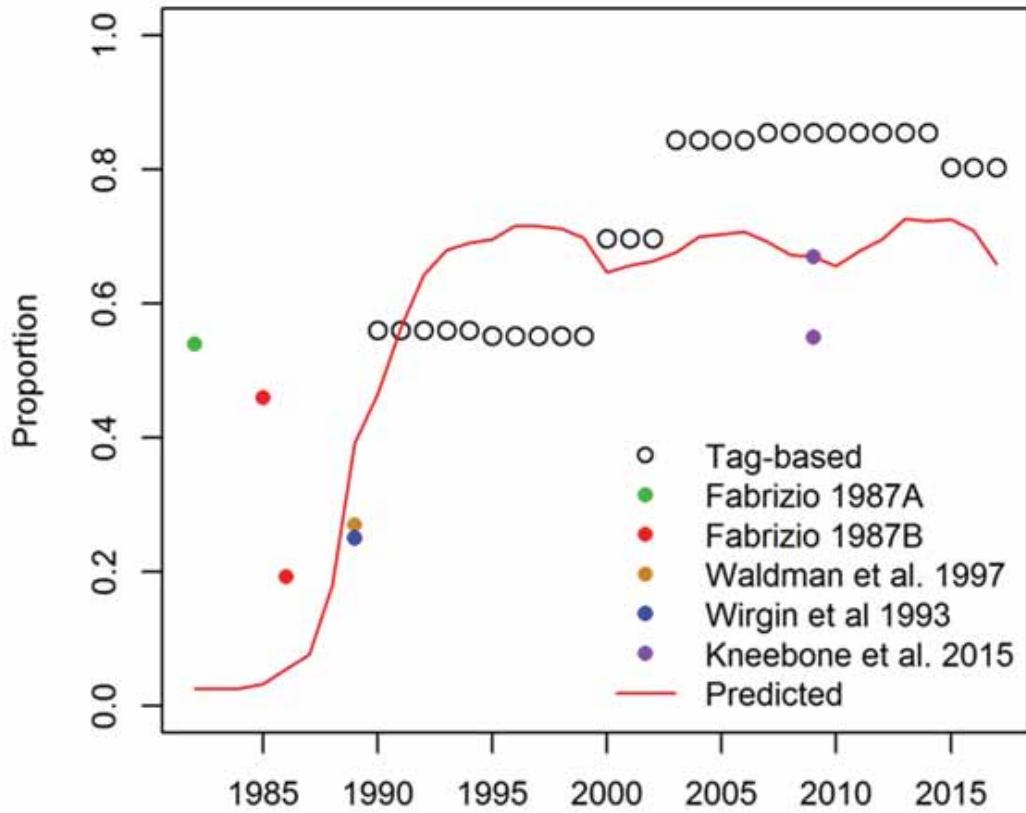 1.0
0.8
0.6
0.4
0.2
0.0
Proportion
Tag-based
Fabrizio 1987A
Fabrizio 1987B
Waldman et al. 1997
Wirgin et al 1993
Kneebone et al. 2015
Predicted
1985 1990 1995 2000 2005 2010 2015